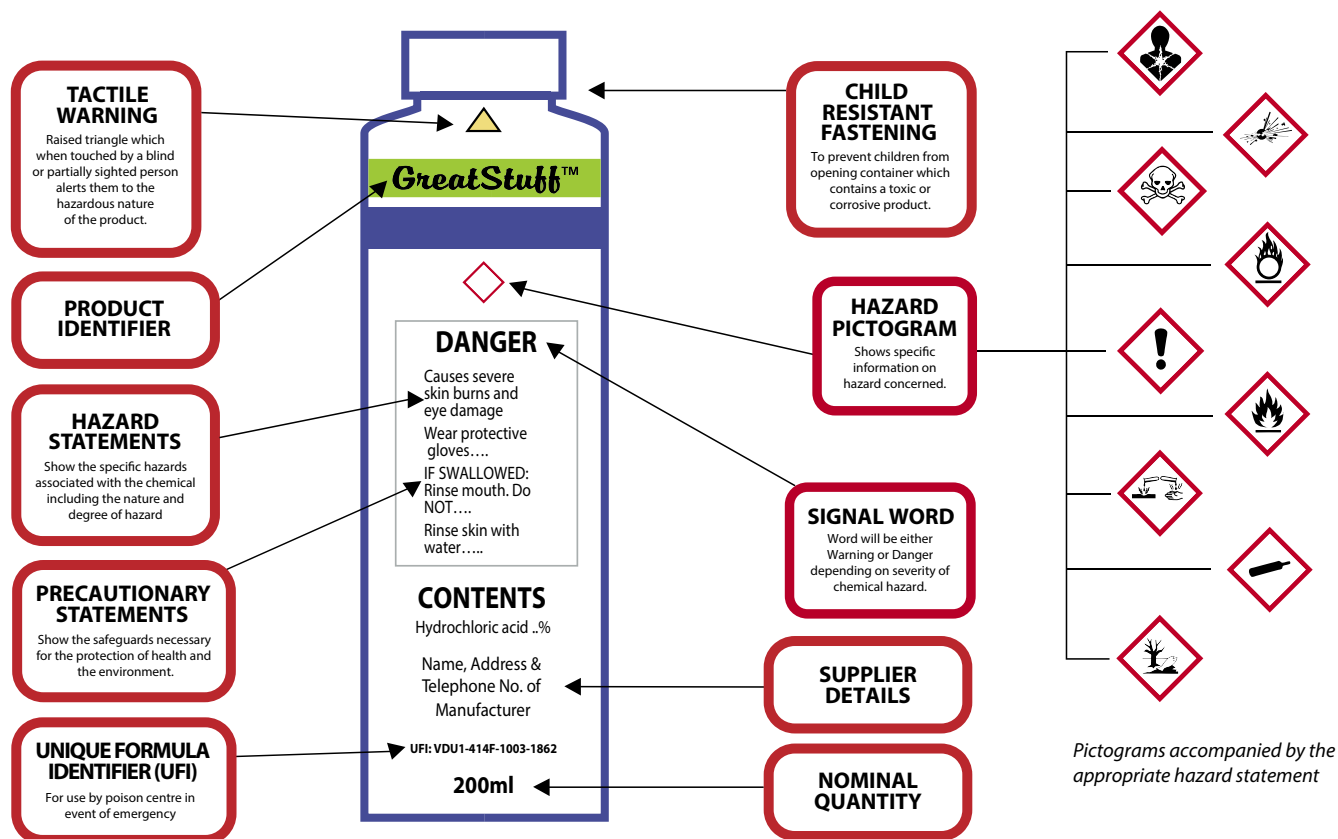 TACTILE
WARNING
Raised triangle which
when touched by a blind
or partially sighted person
alerts them to the
hazardous nature
of the product.
PRODUCT
IDENTIFIER
HAZARD
STATEMENTS
Show the specific hazards
associated with the chemical
including the nature and
degree of hazard
PRECAUTIONARY
STATEMENTS
Show the safeguards necessary
for the protection of health and
the environment.
UNIQUE FORMULA
IDENTIFIER (UFI)
For use by poison centre in
event of emergency
GreatStuff™
DANGER
Causes severe
skin burns and
eye damage
Wear protective
gloves….
IF SWALLOWED:
Rinse mouth. Do
NOT….
Rinse skin with
water…..
CONTENTS
Hydrochloric acid ..%
Name, Address &
Telephone No. of
Manufacturer
UFI: VDU1-414F-1003-1862
200ml
CHILD
RESISTANT
FASTENING
To prevent children from
opening container which
contains a toxic or
corrosive product.
HAZARD
PICTOGRAM
Shows specific
information on
hazard concerned.
SIGNAL WORD
Word will be either
Warning or Danger
depending on severity of
chemical hazard.
SUPPLIER
DETAILS
NOMINAL
QUANTITY
Pictograms accompanied by the
appropriate hazard statement